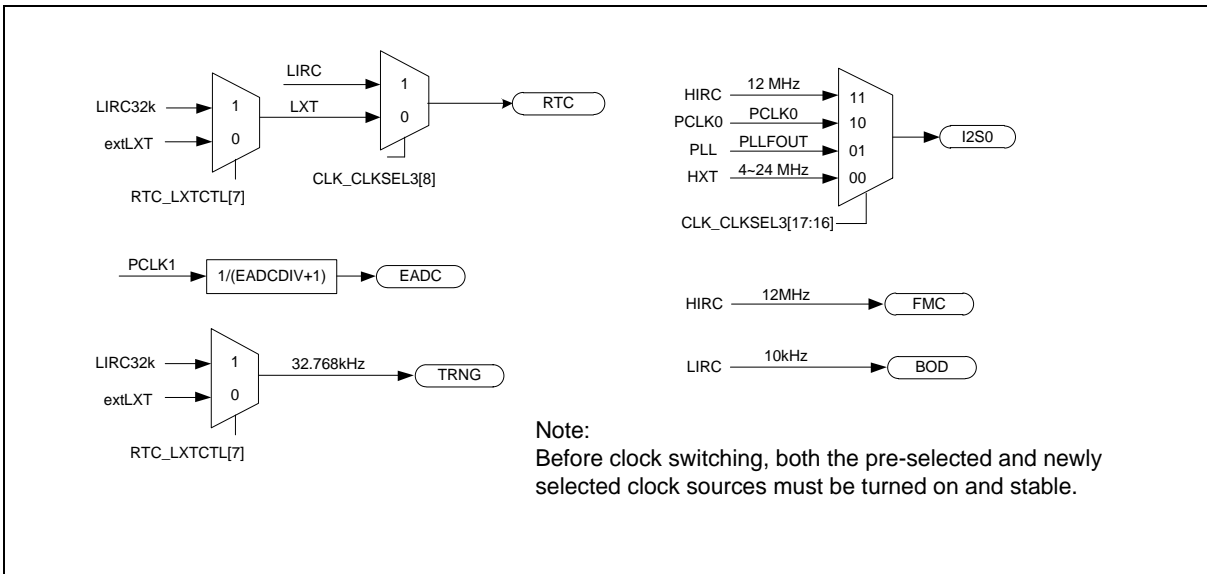 LIRC32k
extLXT
1
0
RTC_LXTCTL[7]
LXT
LIRC
1
0
CLK_CLKSEL3[8]
RTC
HIRC 12 MHz 11
PCLK0 PCLK0 10
PLL PLLFOUT 01
HXT 4~24 MHz 00
CLK_CLKSEL3[17:16]
I2S0
PCLK1 1/(EADCDIV+1) EADC
HIRC 12MHz FMC
LIRC 10kHz BOD
LIRC32k
extLXT
1
0
RTC_LXTCTL[7]
32.768kHz TRNG
Note:
Before clock switching, both the pre-selected and newly
selected clock sources must be turned on and stable.